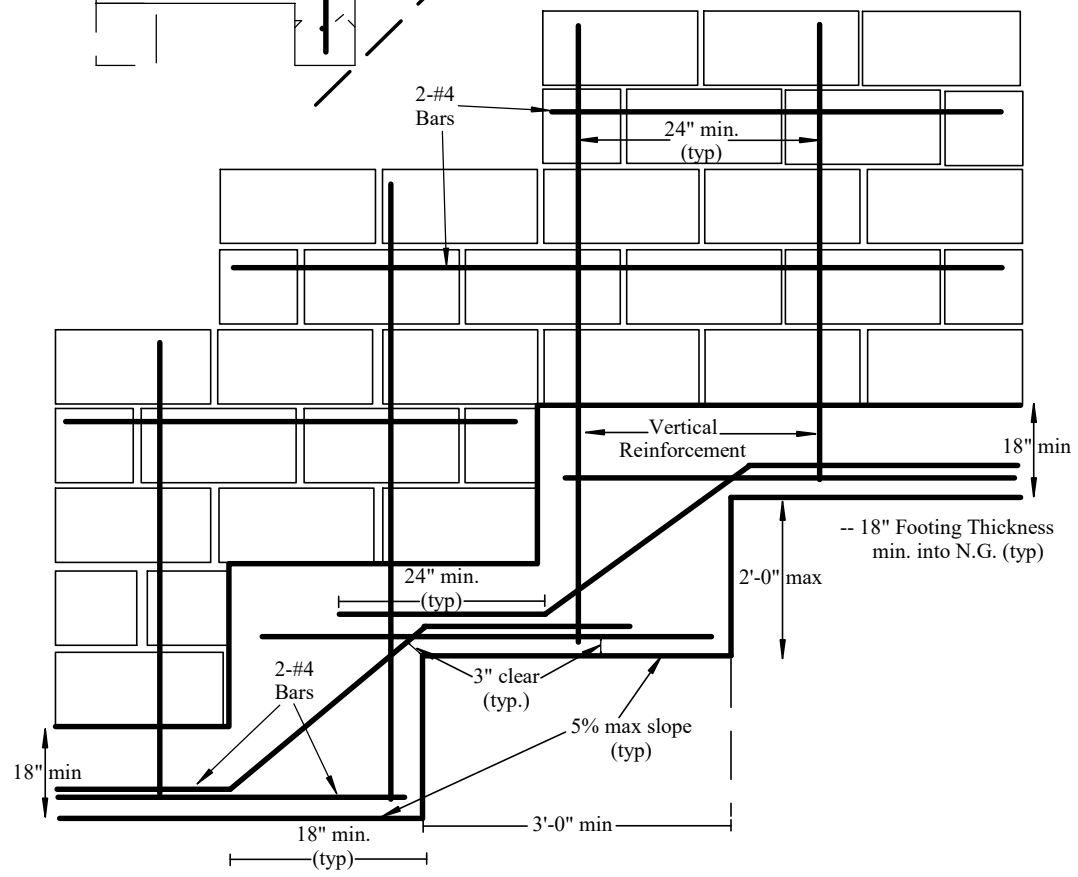 2-#4
Bars
24" min.
(typ)
Vertical
Reinforcement
18" min
-- 18" Footing Thickness
min. into N.G. (typ)
2'-0" max
24" min.
(typ)
2-#4
Bars
3" clear
(typ.)
5% max slope
(typ)
18" min
18" min.
(typ)
3'-0" min